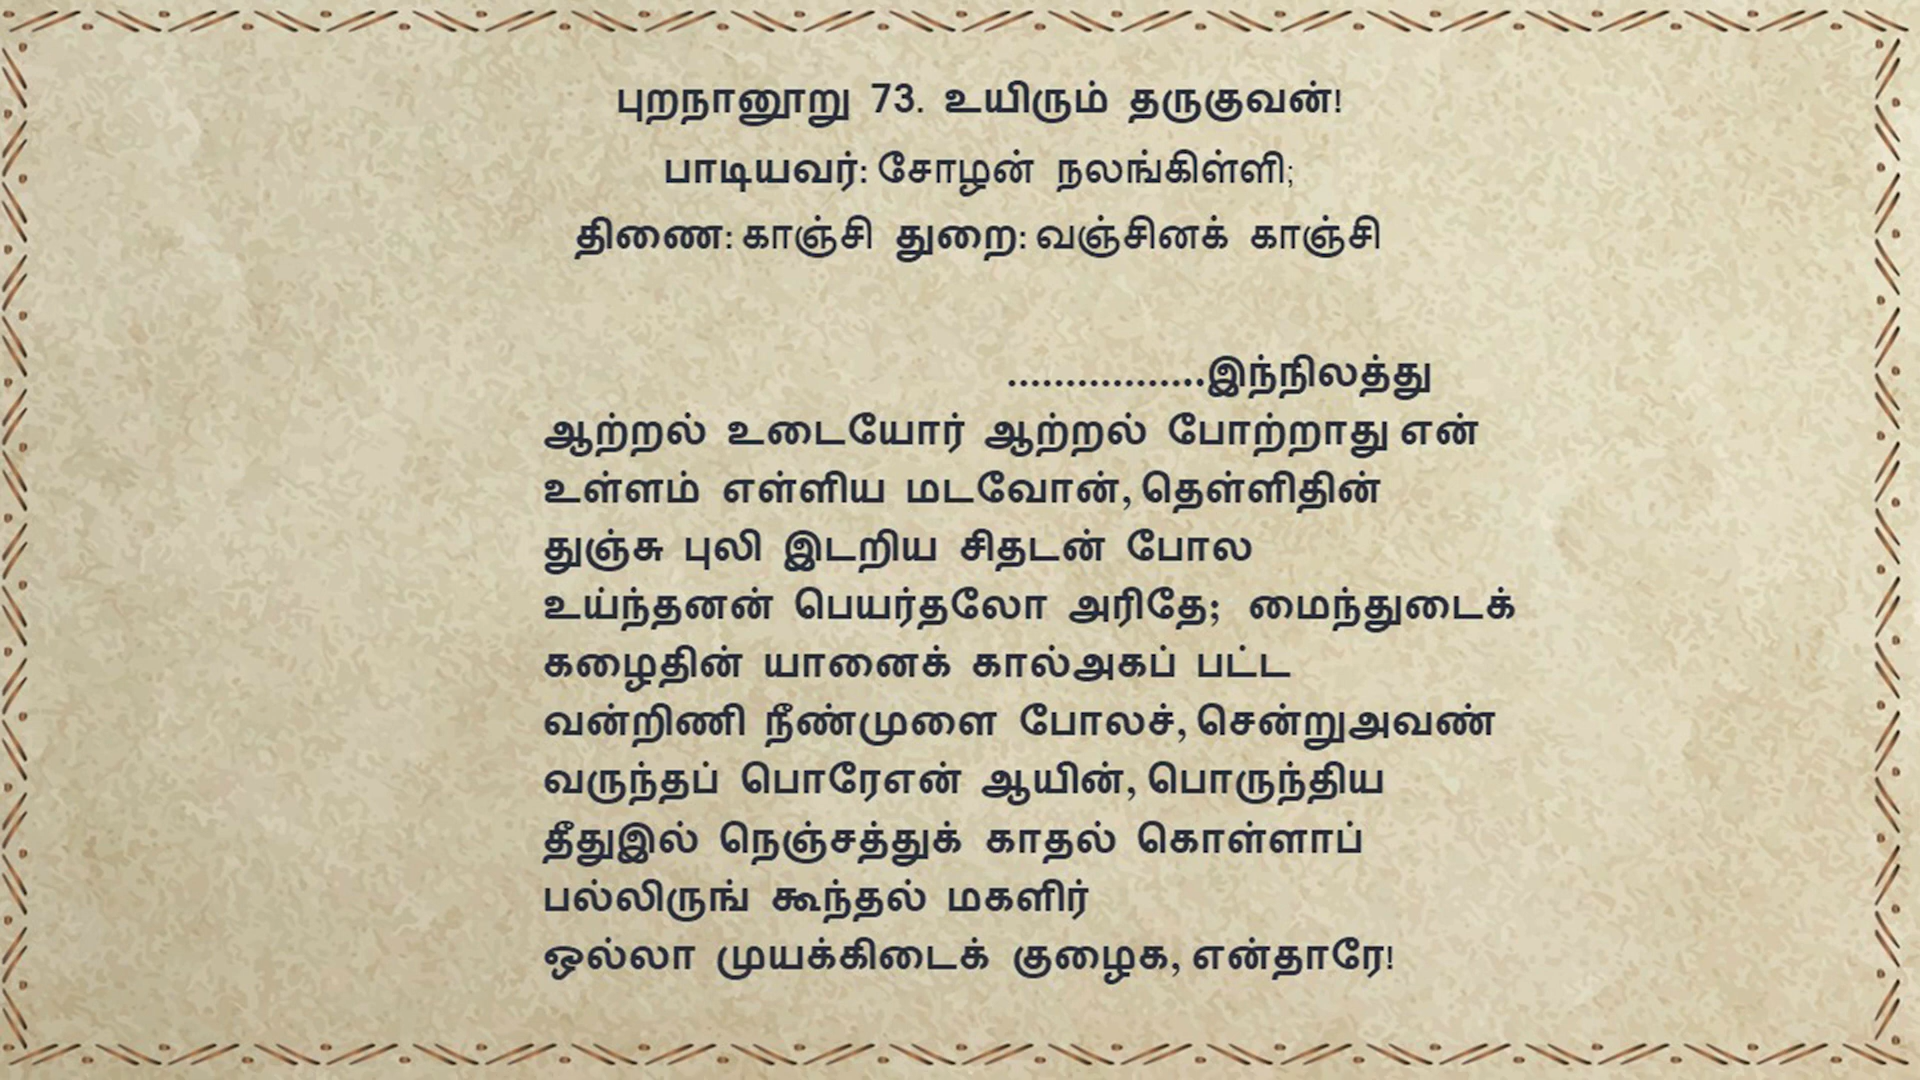 புறநானூறு 73. உயிரும் தருகுவன்!
பாடியவர்: சோழன் நலங்கிள்ளி;
திணை: காஞ்சி துறை: வஞ்சினக் காஞ்சி
.................இந்நிலத்து
ஆற்றல் உடையோர் ஆற்றல் போற்றாது என்
உள்ளம் எள்ளிய மடவோன், தெள்ளிதின்
துஞ்சு புலி இடறிய சிதடன் போல
உய்ந்தனன் பெயர்தலோ அரிதே; மைந்துடைக்
கழைதின் யானைக் கால்அகப் பட்ட
வன்றிணி நீண்முளை போலச், சென்றுஅவண்
வருந்தப் பொரேஎன் ஆயின், பொருந்திய
தீதுஇல் நெஞ்சத்துக் காதல் கொள்ளாப்
பல்லிருங் கூந்தல் மகளிர்
ஒல்லா முயக்கிடைக் குழைக, என்தாரே!